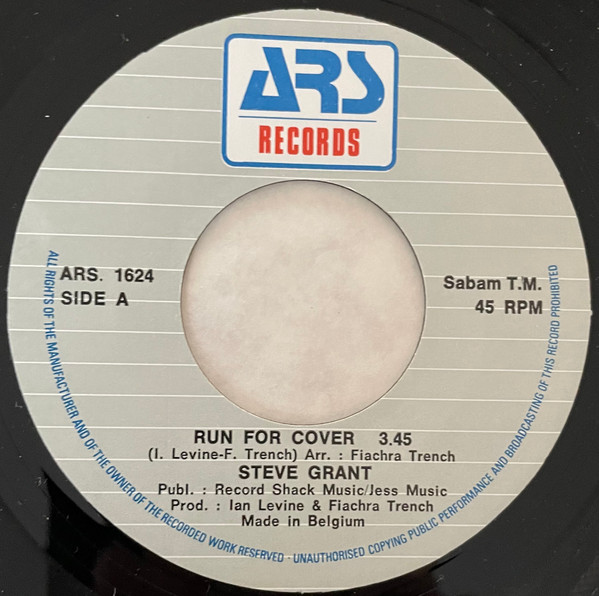 ARS
RECORDS
ARS. 1624
SIDE A
Sabam T.M.
45 RPM
RUN FOR COVER 3.45
(I. Levine-F. Trench) Arr. : Fiachra Trench
STEVE GRANT
Publ. : Record Shack Music/Jess Music
Prod. : Ian Levine & Fiachra Trench
Made in Belgium
ALL RIGHTS OF THE MANUFACTURER AND OF THE OWNER OF THE RECORDED WORK RESERVED - UNAUTHORISED COPYING PUBLIC PERFORMANCE AND BROADCASTING OF THIS RECORD PROHIBITED